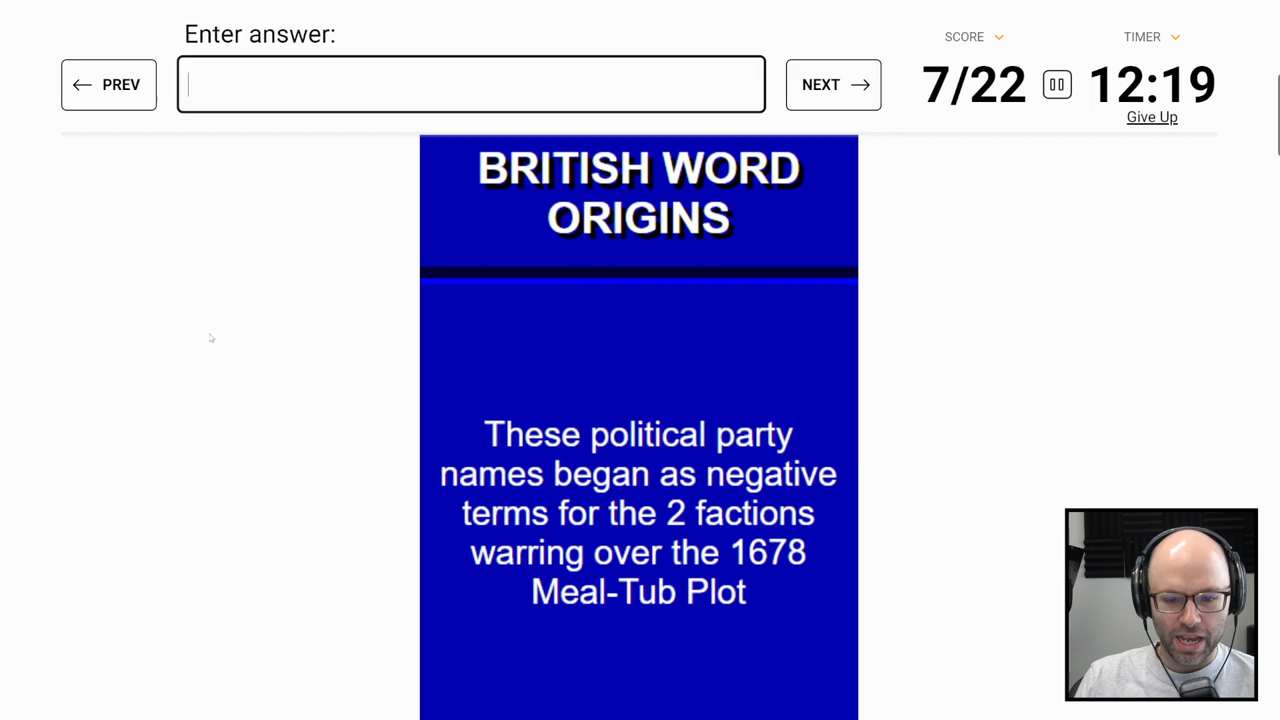 Enter answer:
SCORE
TIMER
PREV
NEXT
7/22
12:19
Give Up
BRITISH WORD
ORIGINS
These political party
names began as negative
terms for the 2 factions
warring over the 1678
Meal-Tub Plot